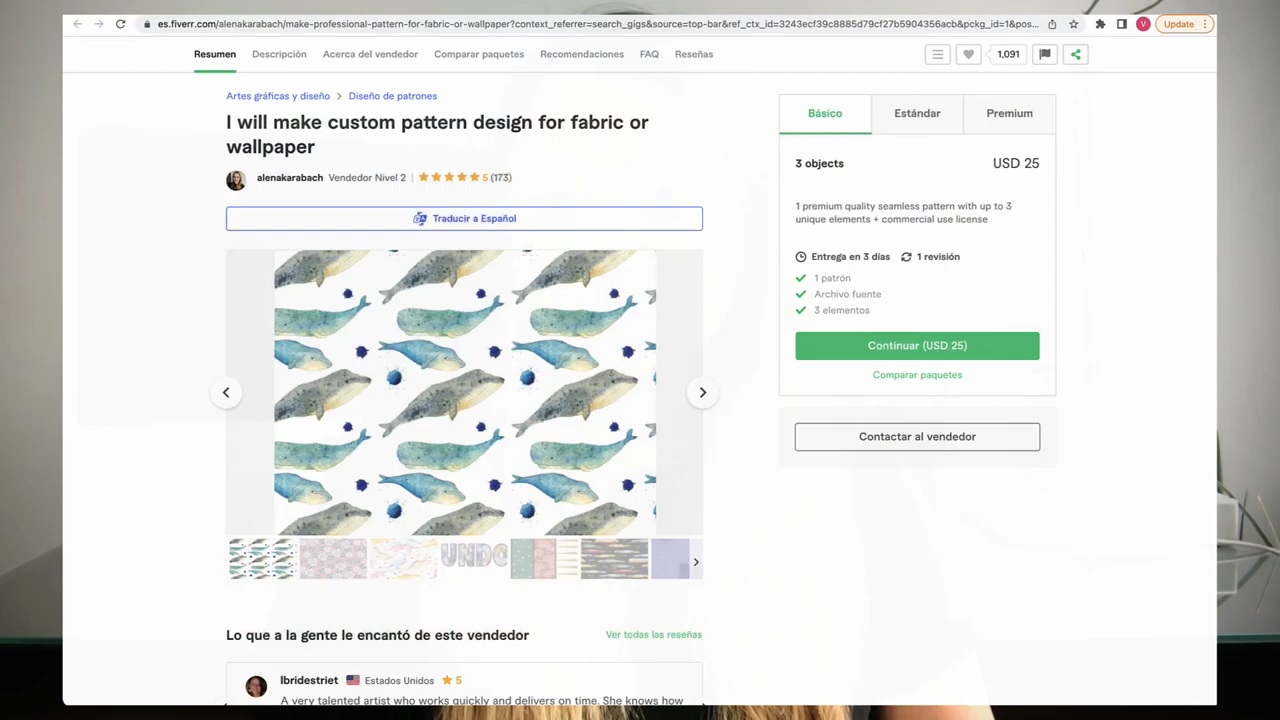 es.fiverr.com/alenakarabach/make-professional-pattern-for-fabric-or-wallpaper?context_referrer=search_gigs&source=top-bar&ref_ctx_id=3243ecf39c8885d79cf27b5904356acb&pckg_id=1&pos...
V
Update
Resumen Descripción Acerca del vendedor Comparar paquetes Recomendaciones FAQ Reseñas
1,091
Artes gráficas y diseño > Diseño de patrones
I will make custom pattern design for fabric or
wallpaper
alenakarabach Vendedor Nivel 2 | 5 (173)
Traducir a Español
UNDC
Lo que a la gente le encantó de este vendedor
Ver todas las reseñas
lbridestriet Estados Unidos 5
A very talented artist who works quickly and delivers on time. She knows how
Básico Estándar Premium
3 objects USD 25
1 premium quality seamless pattern with up to 3
unique elements + commercial use license
Entrega en 3 días 1 revisión
1 patrón
Archivo fuente
3 elementos
Continuar (USD 25)
Comparar paquetes
Contactar al vendedor